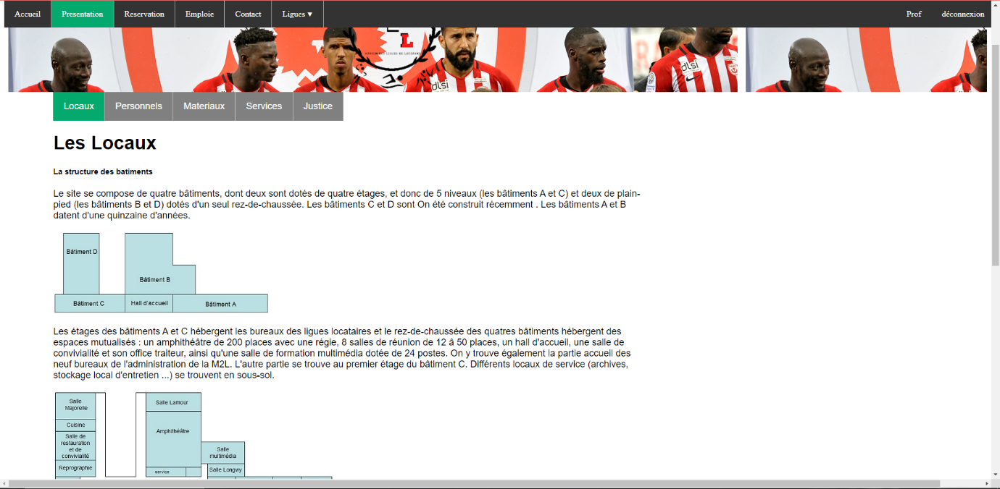 Accueil Presentation Reservation Emploie Contact Ligues ▼ Prof déconnexion
L
MAISON DES LIGUES DE LORRAINE
dlsi dlsi dlsi
Locaux Personnels Materiaux Services Justice
Les Locaux
La structure des batiments
Le site se compose de quatre bâtiments, dont deux sont dotés de quatre étages, et donc de 5 niveaux (les bâtiments A et C) et deux de plain-
pied (les bâtiments B et D) dotés d'un seul rez-de-chaussée. Les bâtiments C et D sont On été construit récemment . Les bâtiments A et B
datent d'une quinzaine d'années.
Bâtiment D
Bâtiment B
Bâtiment C Hall d'accueil Bâtiment A
Les étages des bâtiments A et C hébergent les bureaux des ligues locataires et le rez-de-chaussée des quatres bâtiments hébergent des
espaces mutualisés : un amphithéâtre de 200 places avec une régie, 8 salles de réunion de 12 â 50 places, un hall d'accueil, une salle de
convivialité et son office traiteur, ainsi qu'une salle de formation multimédia dotée de 24 postes. On y trouve également la partie accueil des
neuf bureaux de l'administration de la M2L. L'autre partie se trouve au premier étage du bâtiment C. Différents locaux de service (archives,
stockage local d'entretien ...) se trouvent en sous-sol.
Salle
Majorelle
Cuisine
Salle de
restauration
et de
convivialité
Reprographie
Salle Lamour
Amphithéâtre
service
Salle
multimédia
Salle Longwy